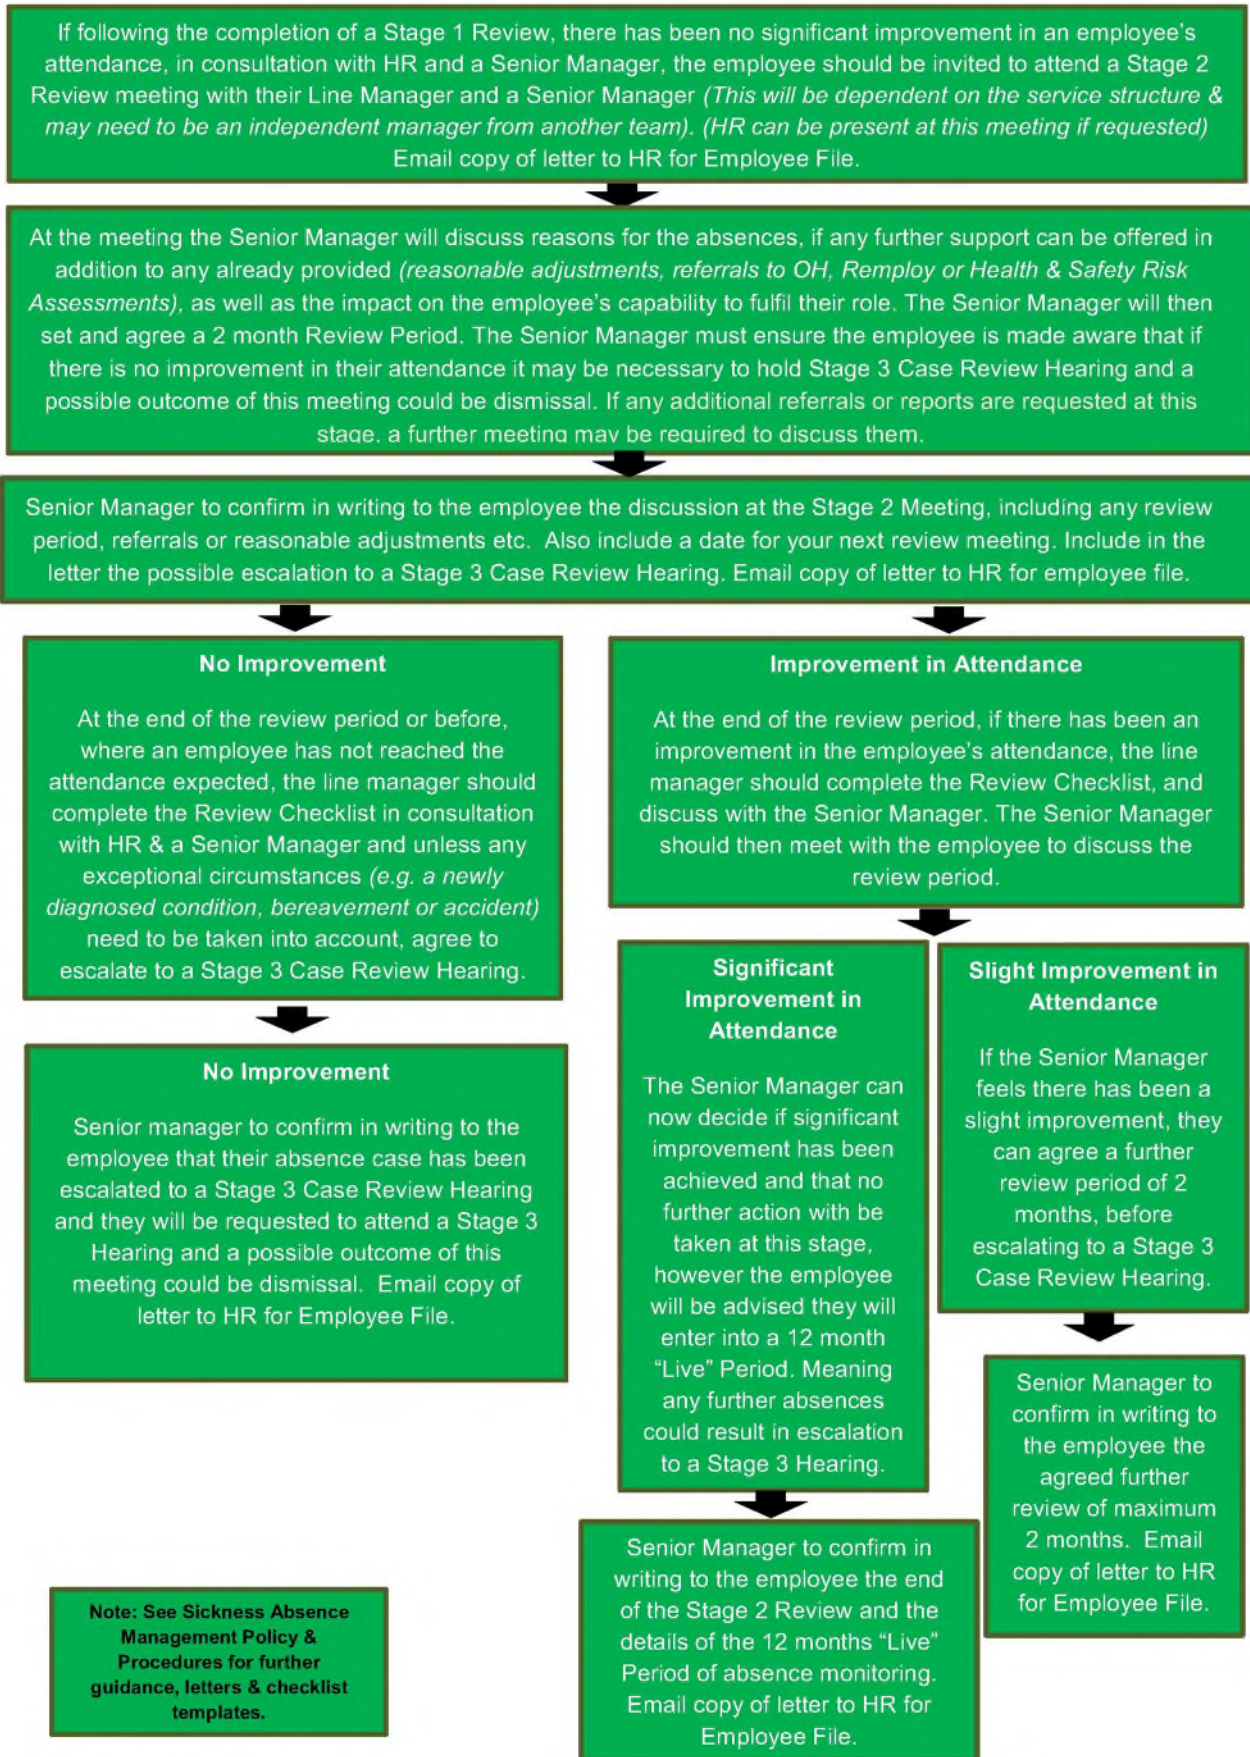 If following the completion of a Stage 1 Review, there has been no significant improvement in an employee's
attendance, in consultation with HR and a Senior Manager, the employee should be invited to attend a Stage 2
Review meeting with their Line Manager and a Senior Manager (This will be dependent on the service structure &
may need to be an independent manager from another team). (HR can be present at this meeting if requested)
Email copy of letter to HR for Employee File.
At the meeting the Senior Manager will discuss reasons for the absences, if any further support can be offered in
addition to any already provided (reasonable adjustments, referrals to OH, Remploy or Health & Safety Risk
Assessments), as well as the impact on the employee's capability to fulfil their role. The Senior Manager will then
set and agree a 2 month Review Period. The Senior Manager must ensure the employee is made aware that if
there is no improvement in their attendance it may be necessary to hold Stage 3 Case Review Hearing and a
possible outcome of this meeting could be dismissal. If any additional referrals or reports are requested at this
stage, a further meeting may be required to discuss them.
Senior Manager to confirm in writing to the employee the discussion at the Stage 2 Meeting, including any review
period, referrals or reasonable adjustments etc. Also include a date for your next review meeting. Include in the
letter the possible escalation to a Stage 3 Case Review Hearing. Email copy of letter to HR for employee file.
No Improvement
At the end of the review period or before,
where an employee has not reached the
attendance expected, the line manager should
complete the Review Checklist in consultation
with HR & a Senior Manager and unless any
exceptional circumstances (e.g. a newly
diagnosed condition, bereavement or accident)
need to be taken into account, agree to
escalate to a Stage 3 Case Review Hearing.
No Improvement
Senior manager to confirm in writing to the
employee that their absence case has been
escalated to a Stage 3 Case Review Hearing
and they will be requested to attend a Stage 3
Hearing and a possible outcome of this
meeting could be dismissal. Email copy of
letter to HR for Employee File.
Improvement in Attendance
At the end of the review period, if there has been an
improvement in the employee's attendance, the line
manager should complete the Review Checklist, and
discuss with the Senior Manager. The Senior Manager
should then meet with the employee to discuss the
review period.
Significant
Improvement in
Attendance
The Senior Manager can
now decide if significant
improvement has been
achieved and that no
further action with be
taken at this stage,
however the employee
will be advised they will
enter into a 12 month
“Live” Period. Meaning
any further absences
could result in escalation
to a Stage 3 Hearing.
Senior Manager to confirm in
writing to the employee the end
of the Stage 2 Review and the
details of the 12 months “Live”
Period of absence monitoring.
Email copy of letter to HR for
Employee File.
Slight Improvement in
Attendance
If the Senior Manager
feels there has been a
slight improvement, they
can agree a further
review period of 2
months, before
escalating to a Stage 3
Case Review Hearing.
Senior Manager to
confirm in writing to
the employee the
agreed further
review of maximum
2 months. Email
copy of letter to HR
for Employee File.
Note: See Sickness Absence
Management Policy &
Procedures for further
guidance, letters & checklist
templates.